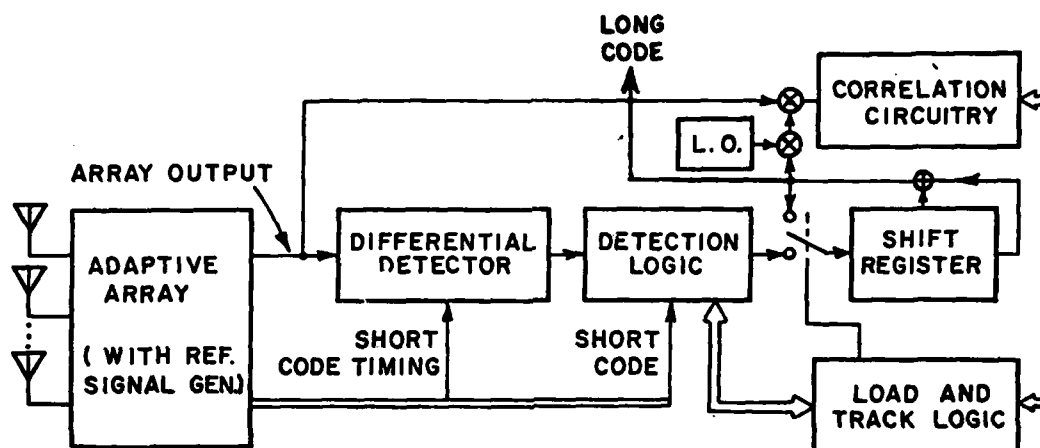 LONG
CODE
CORRELATION
CIRCUITRY
L. O.
ARRAY OUTPUT
ADAPTIVE
ARRAY
( WITH REF.
SIGNAL GEN.)
DIFFERENTIAL
DETECTOR
DETECTION
LOGIC
SHIFT
REGISTER
SHORT
CODE TIMING
SHORT
CODE
LOAD AND
TRACK LOGIC